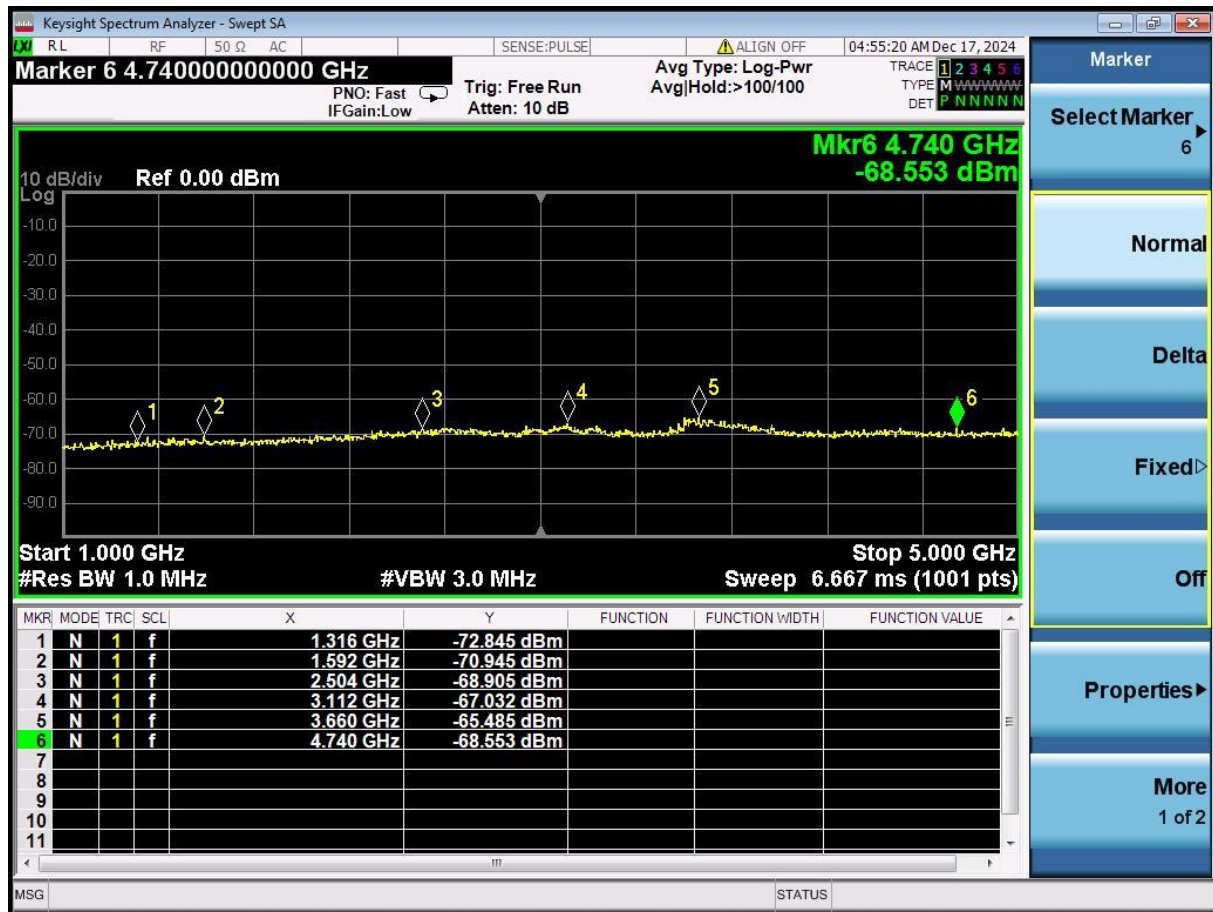 Keysight Spectrum Analyzer - Swept SA
LXI RL RF 50 Ω AC SENSE:PULSE ALIGN OFF 04:55:20 AM Dec 17, 2024
Marker 6 4.740000000000 GHz
PNO: Fast
IFGain:Low
Trig: Free Run
Atten: 10 dB
Avg Type: Log-Pwr
Avg|Hold:>100/100
TRACE 1 2 3 4 5 6
TYPE M WWWWW
DET P N N N N N
Mkr6 4.740 GHz
-68.553 dBm
10 dB/div Ref 0.00 dBm
Log
-10.0
-20.0
-30.0
-40.0
-50.0
-60.0
-70.0
-80.0
-90.0
1
2
3
4
5
6
Start 1.000 GHz Stop 5.000 GHz
#Res BW 1.0 MHz #VBW 3.0 MHz Sweep 6.667 ms (1001 pts)
MKR MODE TRC SCL X Y FUNCTION FUNCTION WIDTH FUNCTION VALUE
1 N 1 f 1.316 GHz -72.845 dBm
2 N 1 f 1.592 GHz -70.945 dBm
3 N 1 f 2.504 GHz -68.905 dBm
4 N 1 f 3.112 GHz -67.032 dBm
5 N 1 f 3.660 GHz -65.485 dBm
6 N 1 f 4.740 GHz -68.553 dBm
7
8
9
10
11
MSG STATUS
Marker
Select Marker
6
Normal
Delta
Fixed
Off
Properties
More
1 of 2